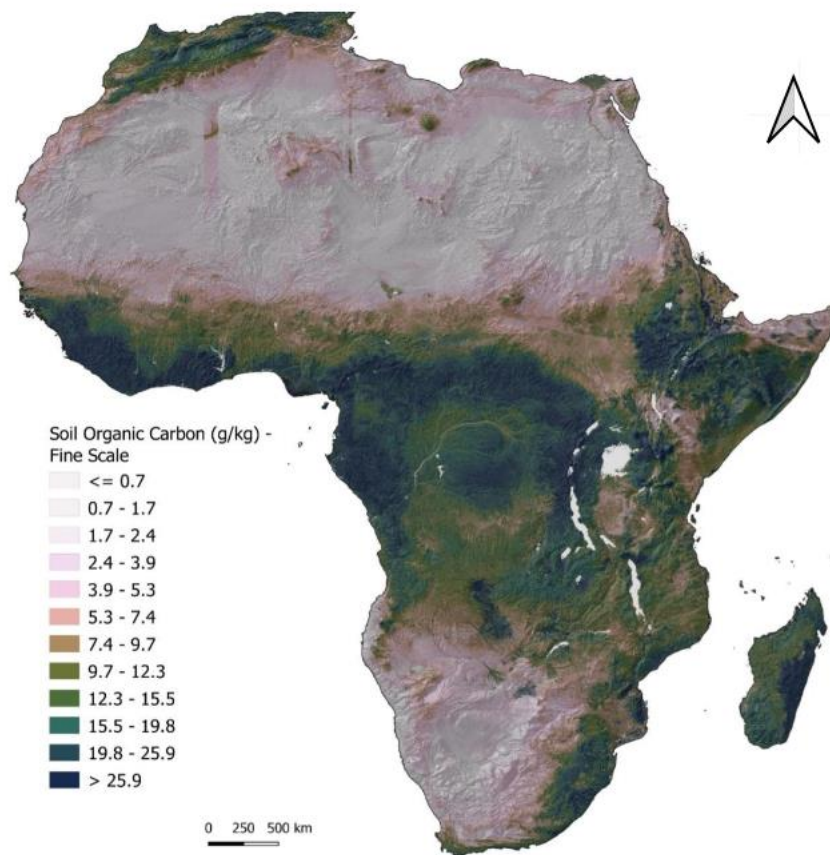 Soil Organic Carbon (g/kg) -
Fine Scale
<= 0.7
0.7 - 1.7
1.7 - 2.4
2.4 - 3.9
3.9 - 5.3
5.3 - 7.4
7.4 - 9.7
9.7 - 12.3
12.3 - 15.5
15.5 - 19.8
19.8 - 25.9
> 25.9
0 250 500 km